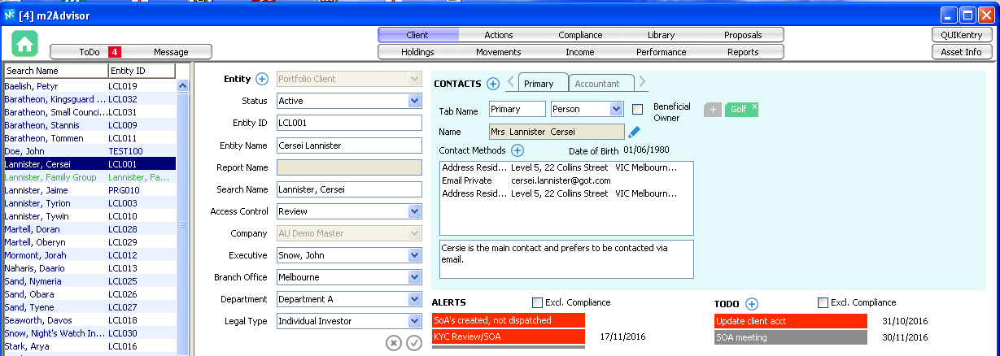 [4] m2Advisor
Client Actions Compliance Library Proposals QUIKentry
ToDo 4 Message Holdings Movements Income Performance Reports Asset Info
Search Name Entity ID
Baelish, Petyr LCL019
Baratheon, Kingsguard ... LCL032
Baratheon, Small Counci... LCL031
Baratheon, Stannis LCL009
Baratheon, Tommen LCL011
Doe, John TEST100
Lannister, Cersei LCL001
Lannister, Family Group Lannister, Fa...
Lannister, Jaime PRG010
Lannister, Tyrion LCL003
Lannister, Tywin LCL010
Martell, Doran LCL028
Martell, Oberyn LCL029
Mormont, Jorah LCL012
Naharis, Daario LCL013
Sand, Nymeria LCL025
Sand, Obara LCL026
Sand, Tyene LCL027
Seaworth, Davos LCL018
Snow, Night's Watch In... LCL030
Stark, Arya LCL016
Entity Portfolio Client
Status Active
Entity ID LCL001
Entity Name Cersei Lannister
Report Name
Search Name Lannister, Cersei
Access Control Review
Company AU Demo Master
Executive Snow, John
Branch Office Melbourne
Department Department A
Legal Type Individual Investor
CONTACTS Primary Accountant
Tab Name Primary Person Beneficial Owner + Golf x
Name Mrs Lannister Cersei
Contact Methods Date of Birth 01/06/1980
Address Resid... Level 5, 22 Collins Street VIC Melbourn...
Email Private cersei.lannister@got.com
Address Resid... Level 5, 22 Collins Street VIC Melbourn...
Cersie is the main contact and prefers to be contacted via
email.
ALERTS Excl. Compliance
SoA's created, not dispatched
KYC Review/SOA 17/11/2016
TODO Excl. Compliance
Update client acct 31/10/2016
SOA meeting 30/11/2016